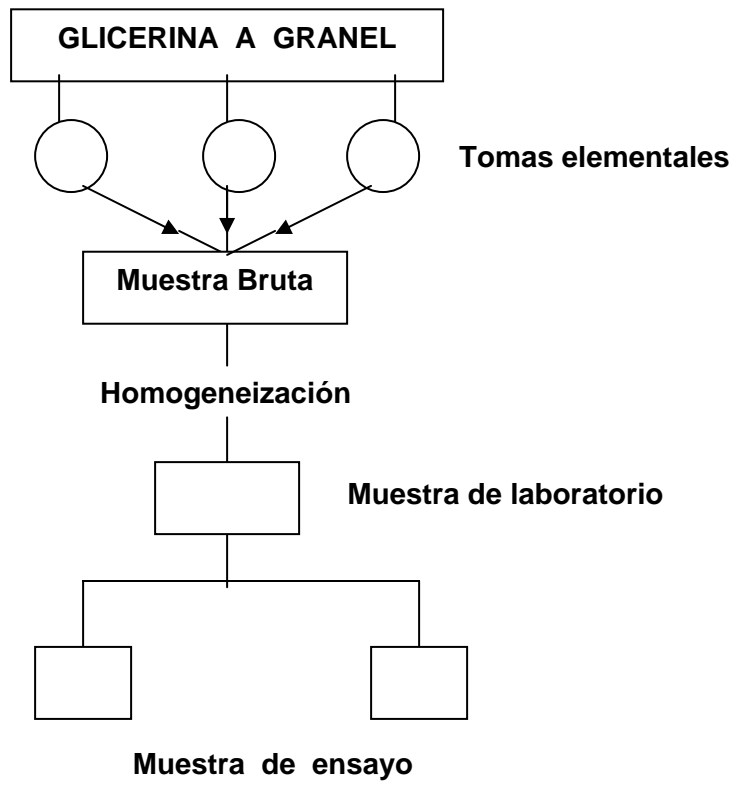 GLICERINA A GRANEL
Tomas elementales
Muestra Bruta
Homogeneización
Muestra de laboratorio
Muestra de ensayo